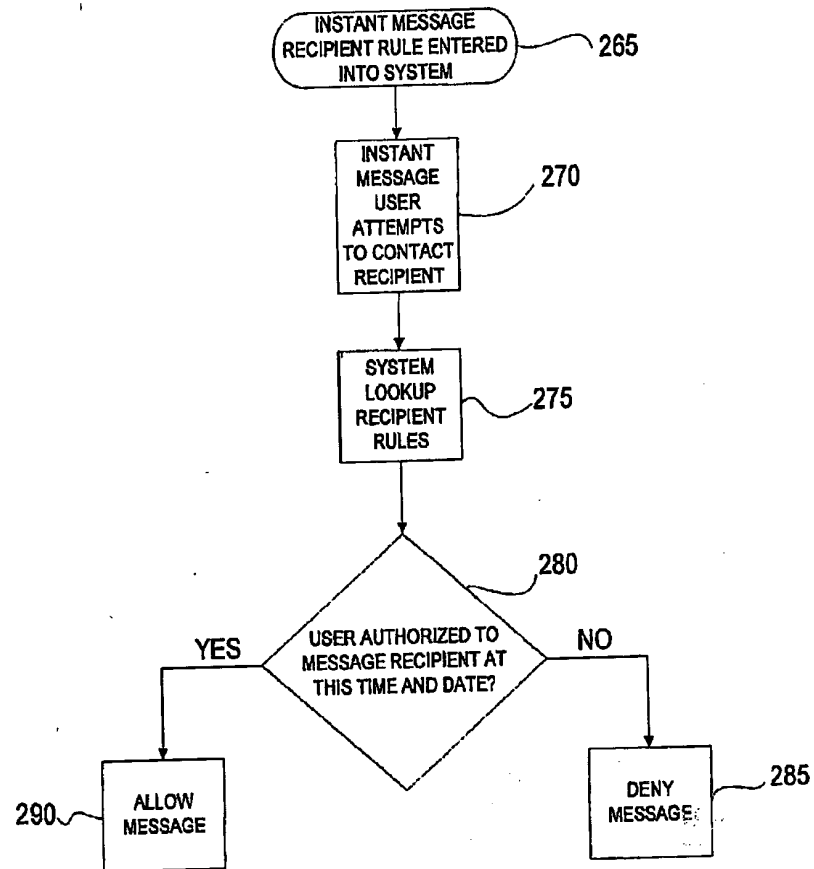 INSTANT MESSAGE
RECIPIENT RULE ENTERED
INTO SYSTEM
265
INSTANT
MESSAGE
USER
ATTEMPTS
TO CONTACT
RECIPIENT
270
SYSTEM
LOOKUP
RECIPIENT
RULES
275
280
YES
NO
USER AUTHORIZED TO
MESSAGE RECIPIENT AT
THIS TIME AND DATE?
290
ALLOW
MESSAGE
DENY
MESSAGE
285